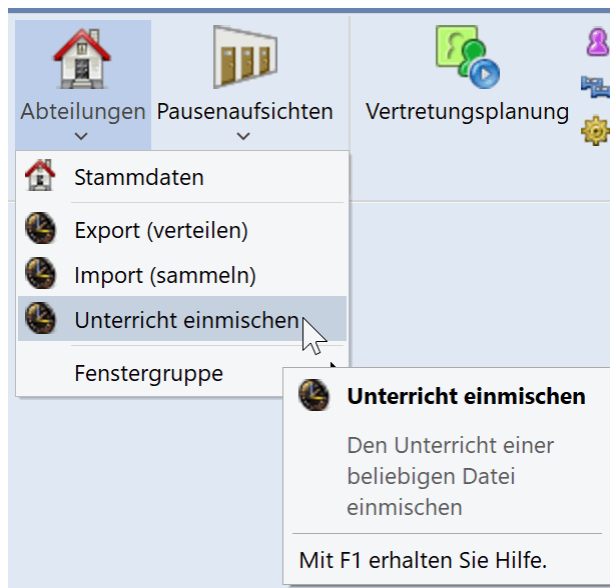 Abteilungen Pausenaufsichten Vertretungsplanung
Stammdaten
Export (verteilen)
Import (sammeln)
Unterricht einmischen
Fenstergruppe
Unterricht einmischen
Den Unterricht einer
beliebigen Datei
einmischen
Mit F1 erhalten Sie Hilfe.